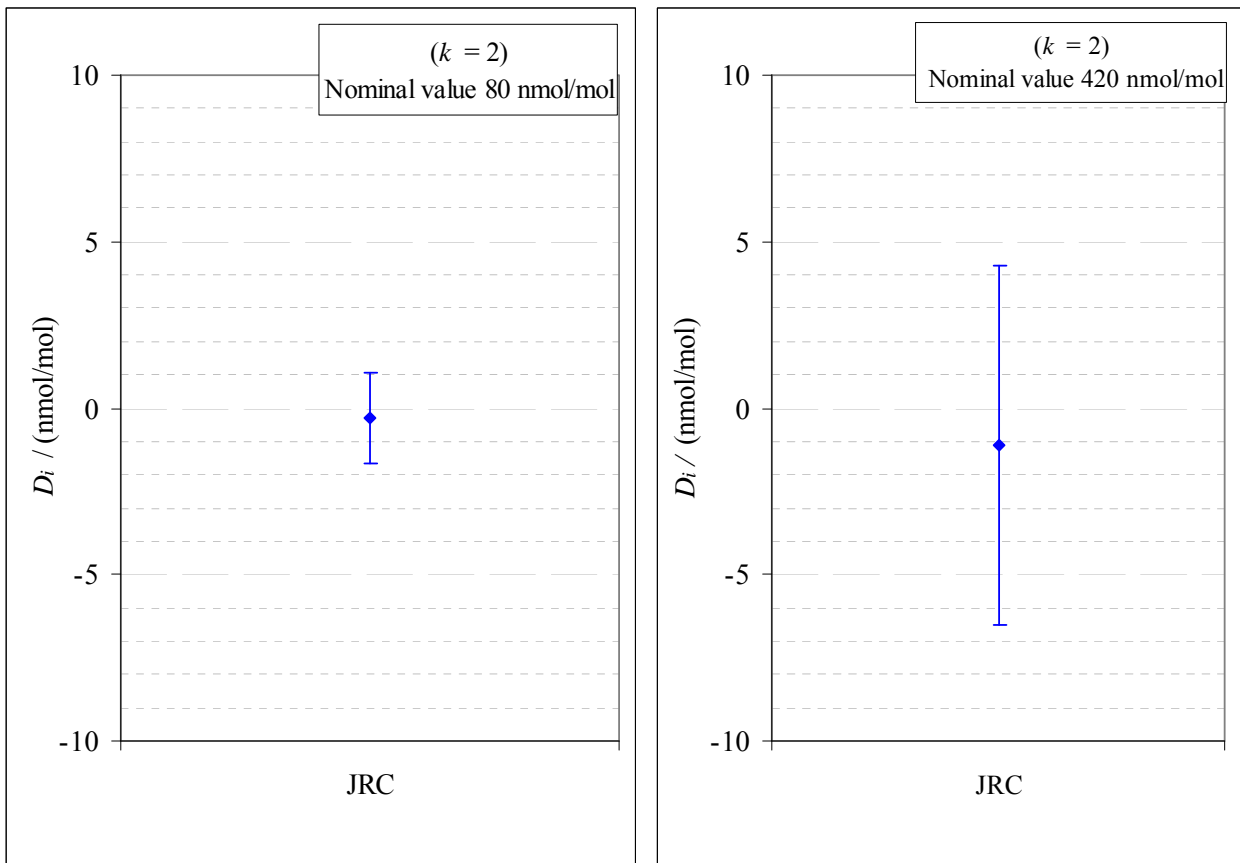 (k = 2)
Nominal value 80 nmol/mol
10
5
0
-5
-10
Di / (nmol/mol)
JRC
(k = 2)
Nominal value 420 nmol/mol
10
5
0
-5
-10
Di / (nmol/mol)
JRC